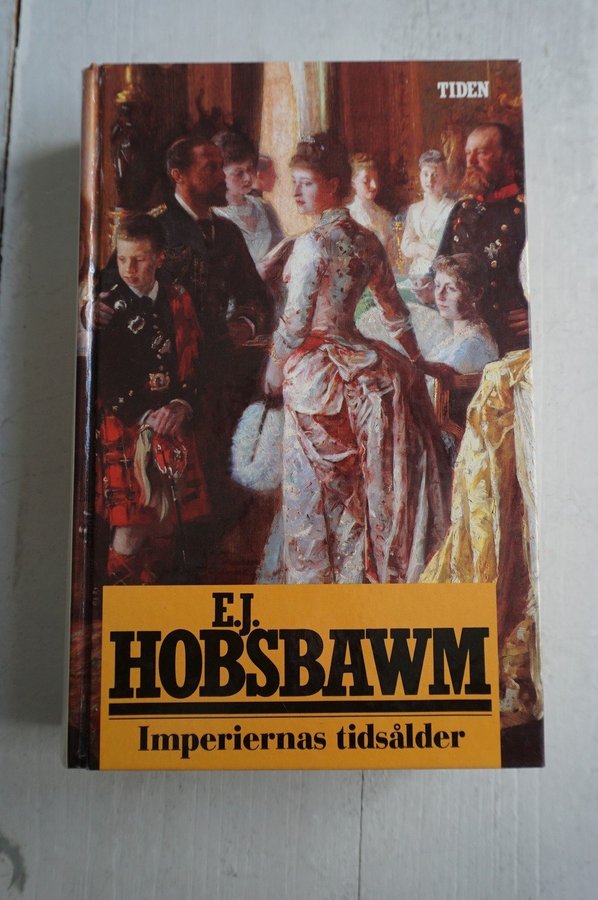 TIDEN
E.J.
HOBSBAWM
Imperiernas tidsålder